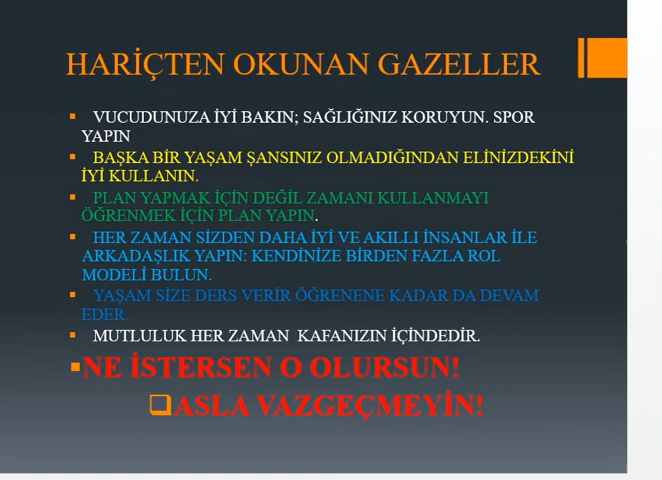 HARİÇTEN OKUNAN GAZELLER
VUCUDUNUZA İYİ BAKIN; SAĞLIĞINIZ KORUYUN. SPOR
YAPIN
BAŞKA BİR YAŞAM ŞANSINIZ OLMADIĞINDAN ELİNİZDEKİNİ
İYİ KULLANIN.
PLAN YAPMAK İÇİN DEĞİL ZAMANI KULLANMAYI
ÖĞRENMEK İÇİN PLAN YAPIN.
HER ZAMAN SİZDEN DAHA İYİ VE AKILLI İNSANLAR İLE
ARKADAŞLIK YAPIN: KENDİNİZE BİRDEN FAZLA ROL
MODELİ BULUN.
YAŞAM SİZE DERS VERİR ÖĞRENENE KADAR DA DEVAM
EDER.
MUTLULUK HER ZAMAN KAFANIZIN İÇİNDEDİR.
NE İSTERSEN O OLURSUN!
ASLA VAZGEÇMEYİN!